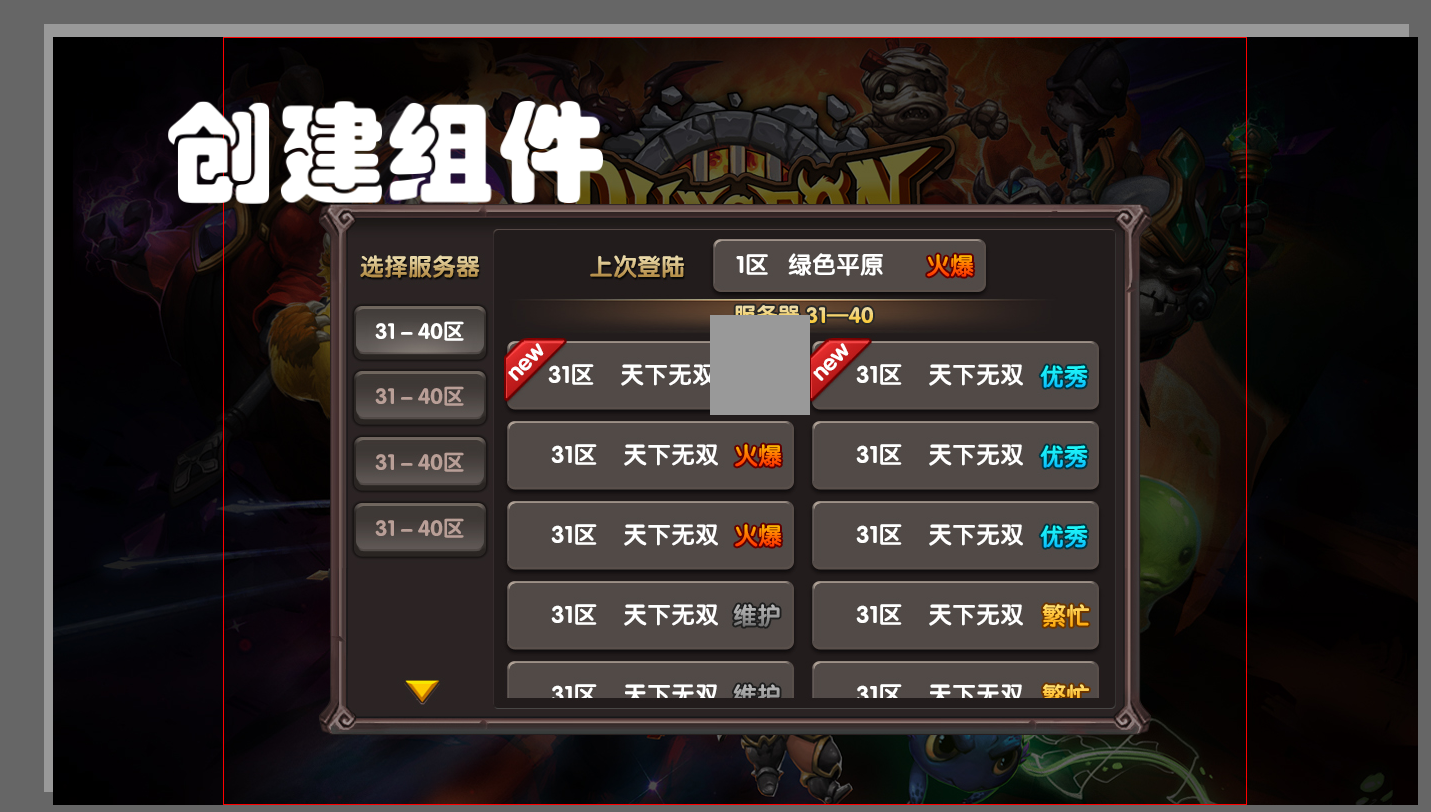 创建组件
DUNGEON
选择服务器
上次登陆 1区 绿色平原 火爆
服务器 31—40
31–40区
31–40区
31–40区
31–40区
new 31区 天下无双
new 31区 天下无双 优秀
31区 天下无双 火爆
31区 天下无双 优秀
31区 天下无双 火爆
31区 天下无双 优秀
31区 天下无双 维护
31区 天下无双 繁忙
31区 天下无双 维护
31区 天下无双 繁忙